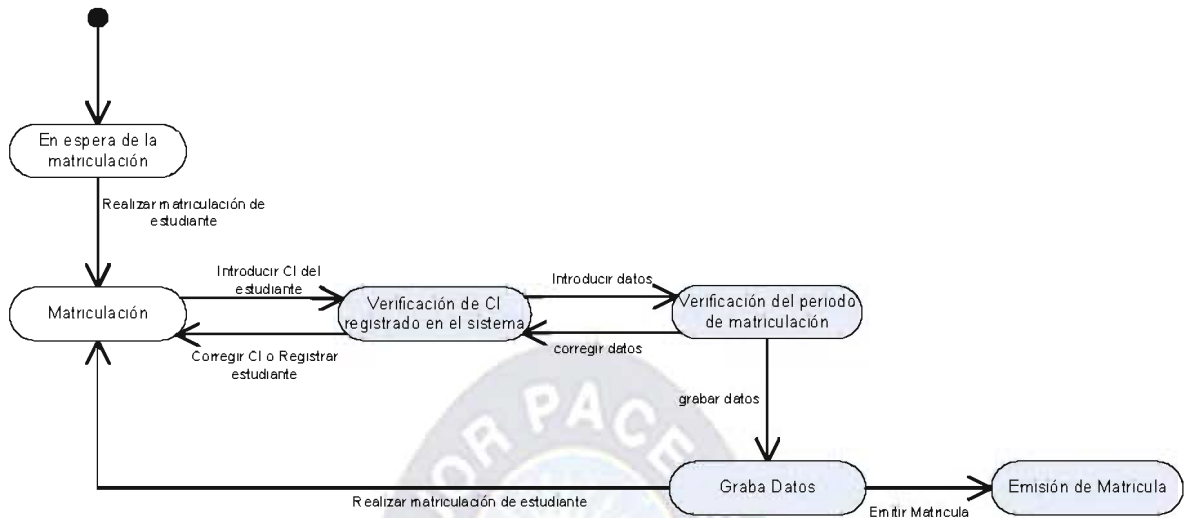 En espera de la
matriculación
Realizar matriculación de
estudiante
Introducir CI del
estudiante
Introducir datos
Matriculación
Verificación de CI
registrado en el sistema
Verificación del periodo
de matriculación
Corregir CI o Registrar
estudiante
corregir datos
grabar datos
OR PACE
Graba Datos
Emisión de Matricula
Realizar matriculación de estudiante
Emitir Matricula